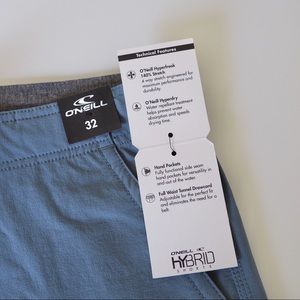 O'NEILL
32
Technical Features
O'Neill Hyperfreak
140% Stretch
4-way stretch engineered for
maximum performance and
durability.
O'Neill Hyperdry
Water repellent treatment
helps prevent water
absorption and speeds
drying time.
Hand Pockets
Fully functional side seam
hand pockets for versatility in
and out of the water.
Full Waist Tunnel Drawcord
Adjustable for the perfect fit
and eliminates the need for a
belt
O'NEILL
HYBRID
SHORTS